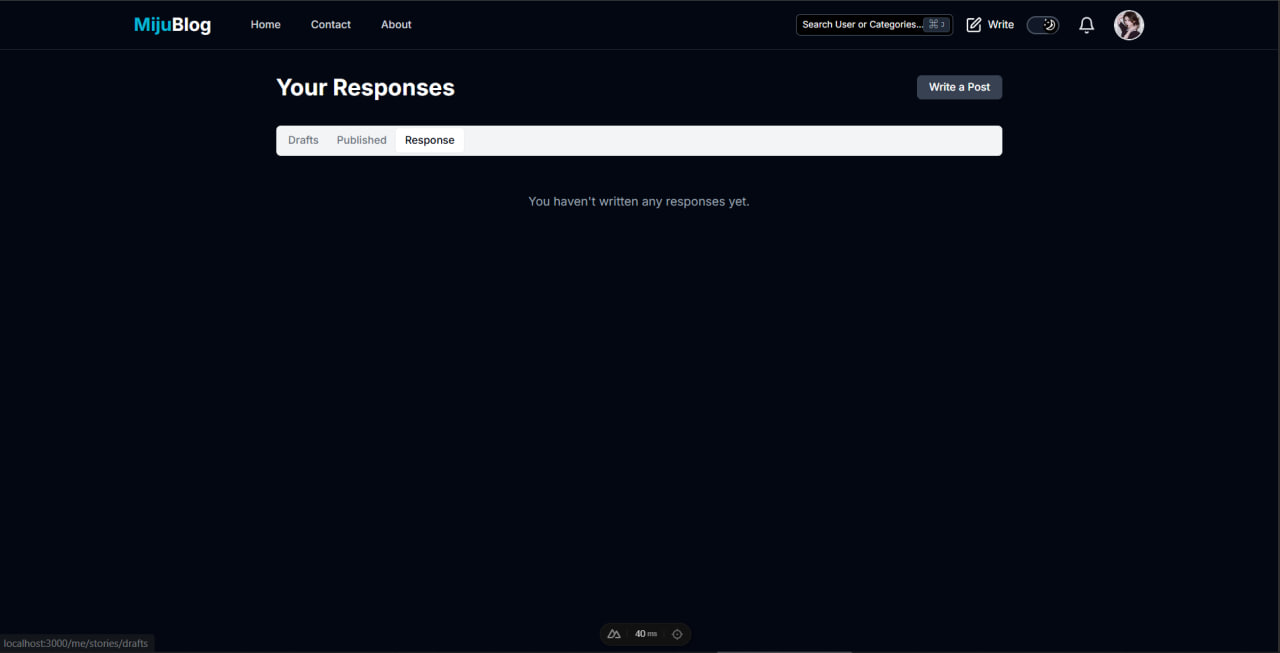 MijuBlog Home Contact About Search User or Categories... ⌘ J Write
Your Responses Write a Post
Drafts Published Response
You haven't written any responses yet.
40 ms
localhost:3000/me/stories/drafts